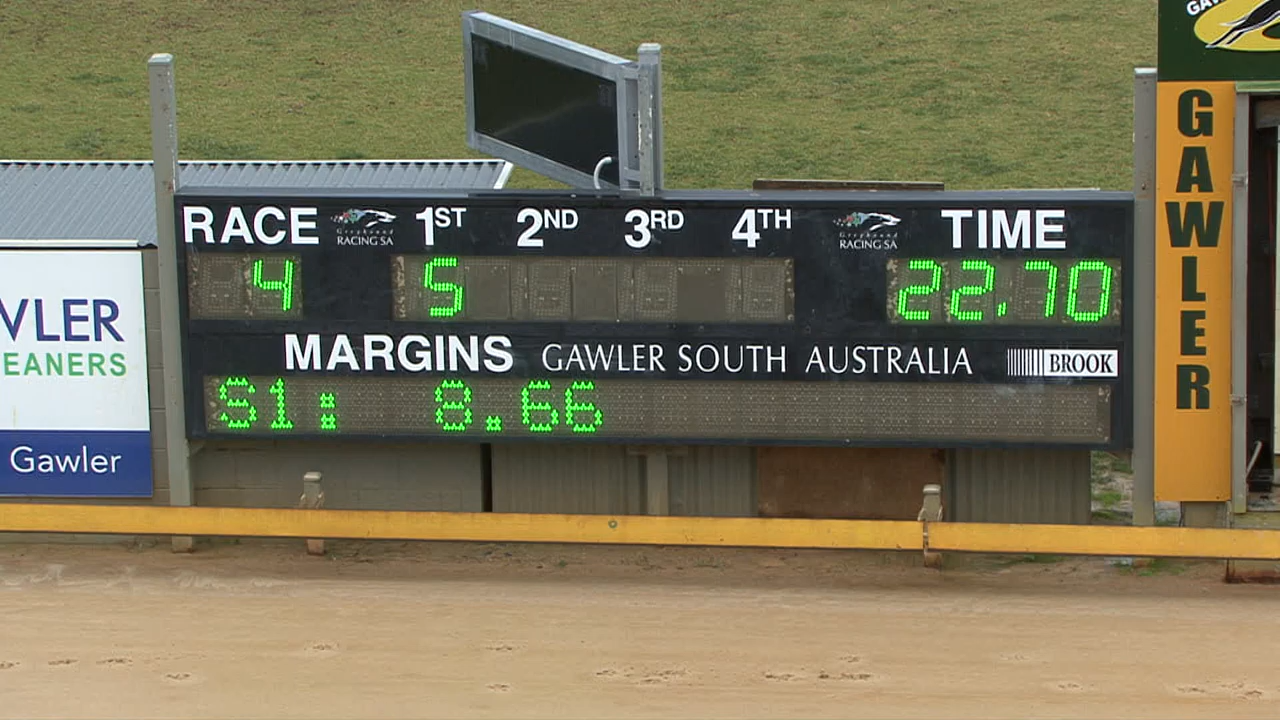 GAWLER
RACE
Greyhound
RACING SA
1ST 2ND 3RD 4TH
Greyhound
RACING SA
TIME
4 5 22.70
MARGINS GAWLER SOUTH AUSTRALIA BROOK
S1: 8.66
WLER
EANERS
Gawler